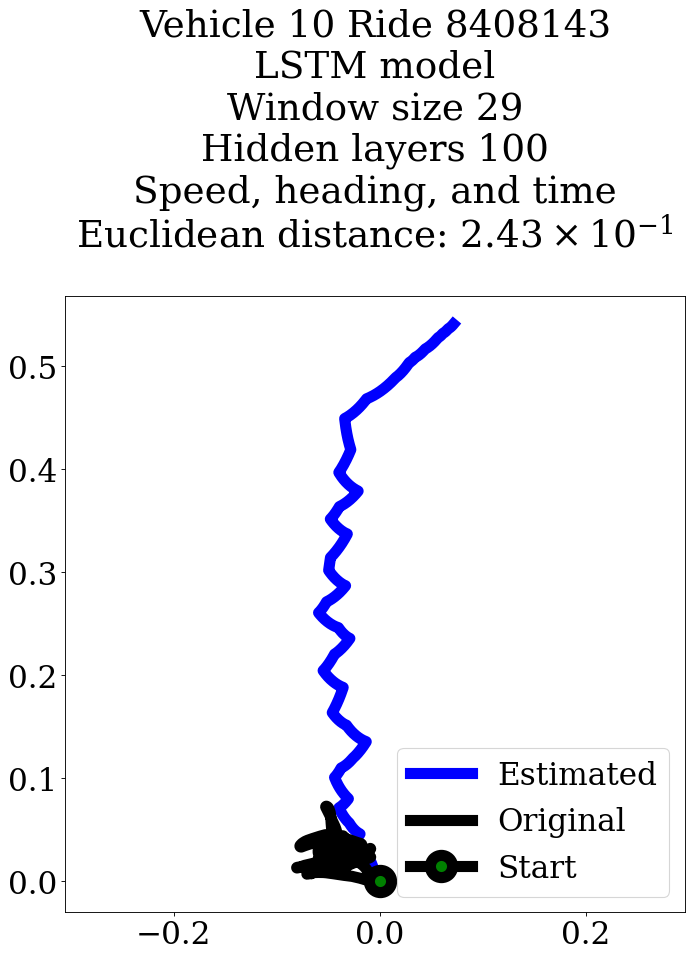 Vehicle 10 Ride 8408143
LSTM model
Window size 29
Hidden layers 100
Speed, heading, and time
Euclidean distance: 2.43 × 10⁻¹
0.5
0.4
0.3
0.2
0.1
0.0
−0.2 0.0 0.2
Estimated
Original
Start